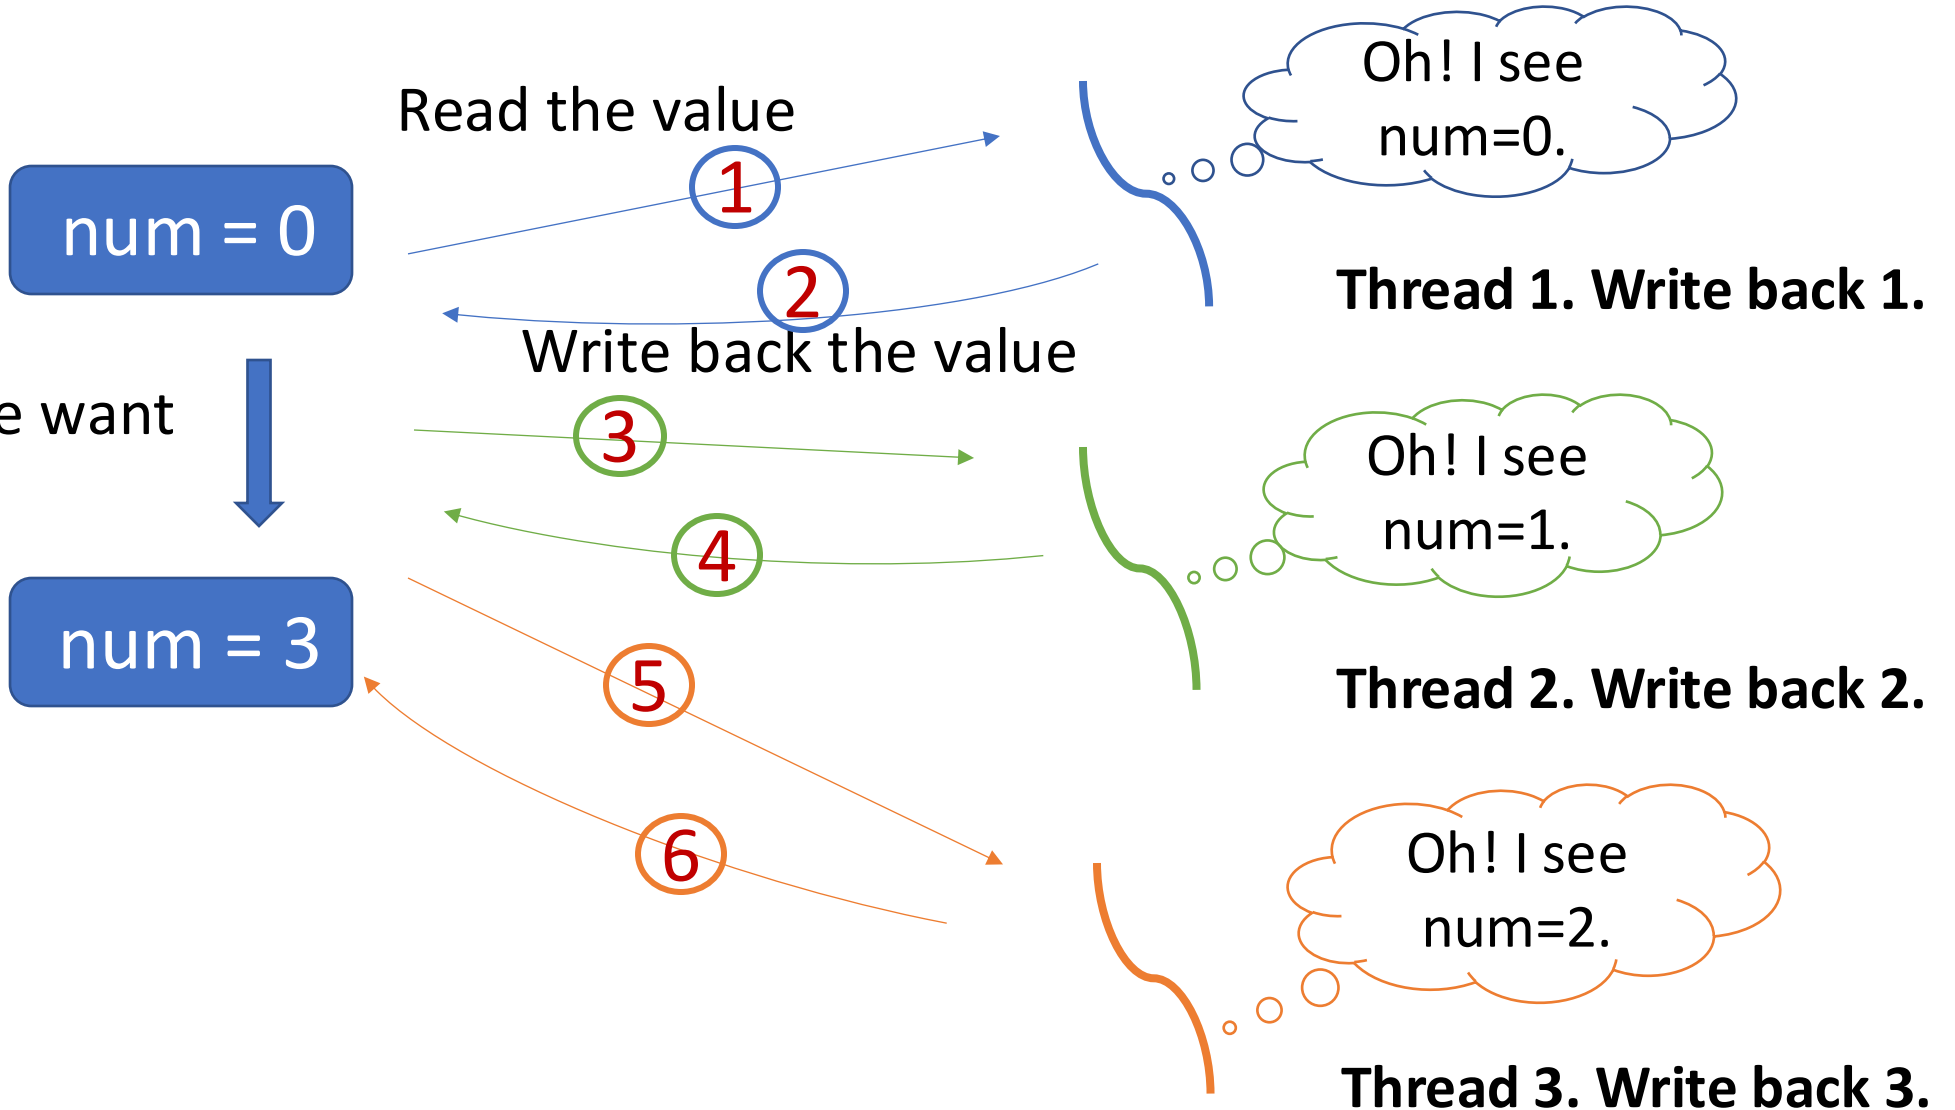 Oh! I see
num=0.
Read the value
1
num = 0
2
Thread 1. Write back 1.
Write back the value
want
3
Oh! I see
num=1.
4
num = 3
5
Thread 2. Write back 2.
6
Oh! I see
num=2.
Thread 3. Write back 3.